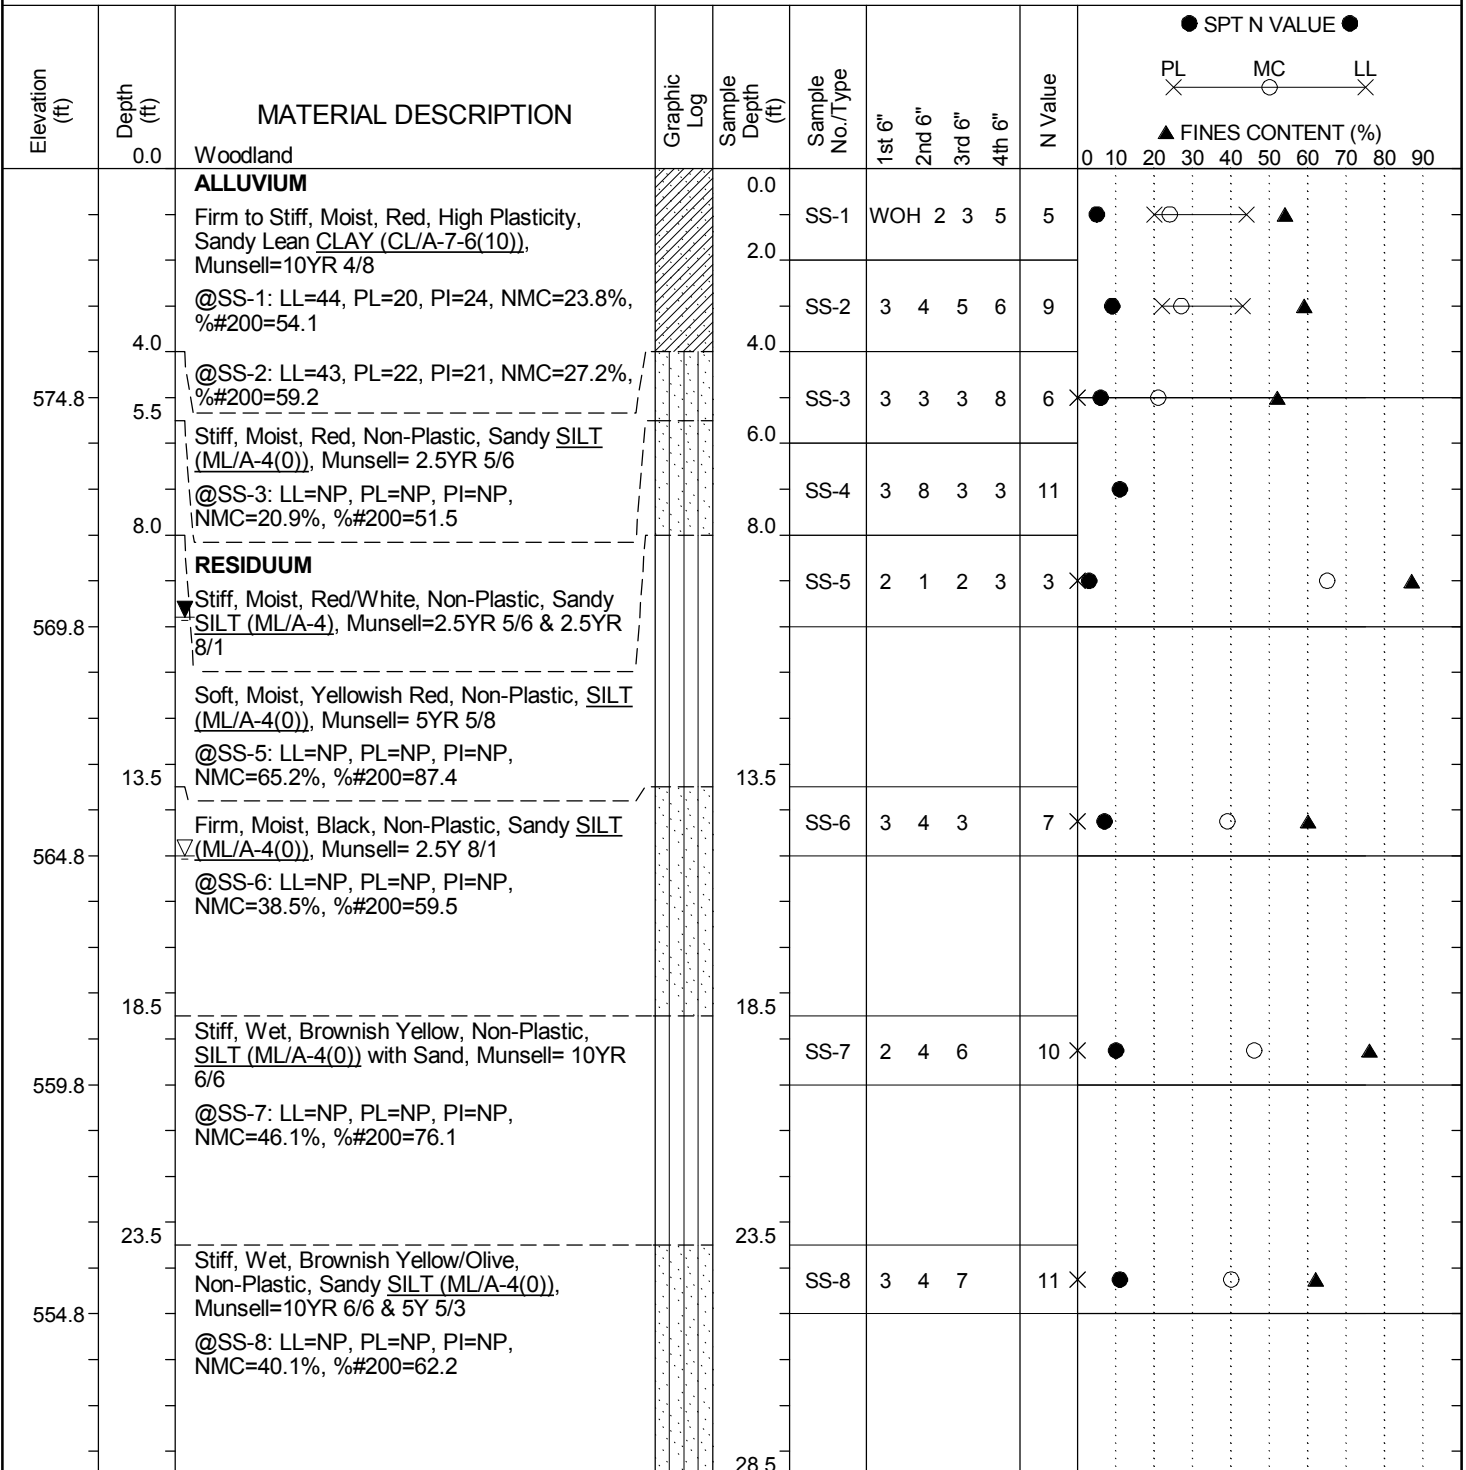 ● SPT N VALUE ●
PL MC LL
▲ FINES CONTENT (%)
0 10 20 30 40 50 60 70 80 90
Elevation
(ft)
Depth
(ft)
0.0
MATERIAL DESCRIPTION
Woodland
Graphic
Log
Sample
Depth
(ft)
Sample
No./Type
1st 6"
2nd 6"
3rd 6"
4th 6"
N Value
ALLUVIUM
Firm to Stiff, Moist, Red, High Plasticity,
Sandy Lean CLAY (CL/A-7-6(10)),
Munsell=10YR 4/8
@SS-1: LL=44, PL=20, PI=24, NMC=23.8%,
%#200=54.1
4.0
@SS-2: LL=43, PL=22, PI=21, NMC=27.2%,
%#200=59.2
574.8
5.5
Stiff, Moist, Red, Non-Plastic, Sandy SILT
(ML/A-4(0)), Munsell= 2.5YR 5/6
@SS-3: LL=NP, PL=NP, PI=NP,
NMC=20.9%, %#200=51.5
8.0
RESIDUUM
Stiff, Moist, Red/White, Non-Plastic, Sandy
SILT (ML/A-4), Munsell=2.5YR 5/6 & 2.5YR
8/1
569.8
Soft, Moist, Yellowish Red, Non-Plastic, SILT
(ML/A-4(0)), Munsell= 5YR 5/8
@SS-5: LL=NP, PL=NP, PI=NP,
NMC=65.2%, %#200=87.4
13.5
Firm, Moist, Black, Non-Plastic, Sandy SILT
(ML/A-4(0)), Munsell= 2.5Y 8/1
564.8
@SS-6: LL=NP, PL=NP, PI=NP,
NMC=38.5%, %#200=59.5
18.5
Stiff, Wet, Brownish Yellow, Non-Plastic,
SILT (ML/A-4(0)) with Sand, Munsell= 10YR
6/6
559.8
@SS-7: LL=NP, PL=NP, PI=NP,
NMC=46.1%, %#200=76.1
23.5
Stiff, Wet, Brownish Yellow/Olive,
Non-Plastic, Sandy SILT (ML/A-4(0)),
Munsell=10YR 6/6 & 5Y 5/3
554.8
@SS-8: LL=NP, PL=NP, PI=NP,
NMC=40.1%, %#200=62.2
0.0
SS-1 WOH 2 3 5 5
2.0
SS-2 3 4 5 6 9
4.0
SS-3 3 3 3 8 6
6.0
SS-4 3 8 3 3 11
8.0
SS-5 2 1 2 3 3
13.5
SS-6 3 4 3 7
18.5
SS-7 2 4 6 10
23.5
SS-8 3 4 7 11
28.5